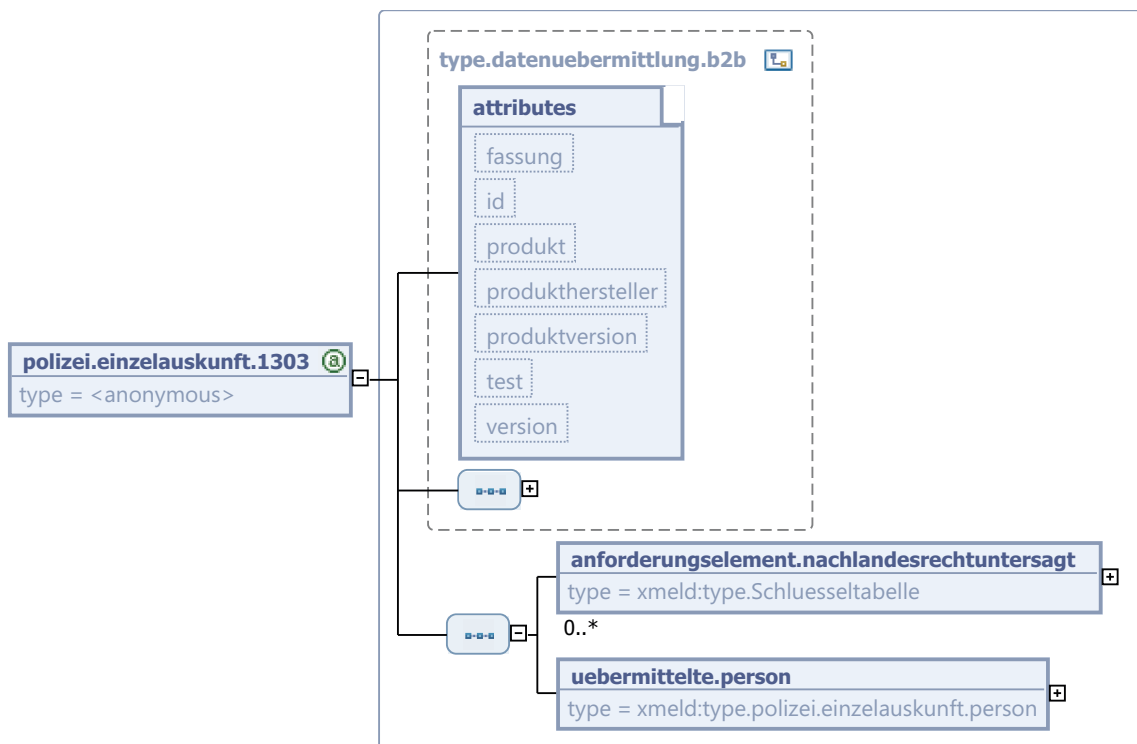 type.datenuebermittlung.b2b
attributes
fassung
id
produkt
produkthersteller
produktversion
test
version
polizei.einzelauskunft.1303 a
type = <anonymous>
anforderungselement.nachlandesrechtuntersagt
type = xmeld:type.Schluesseltabelle
0..*
uebermittelte.person
type = xmeld:type.polizei.einzelauskunft.person